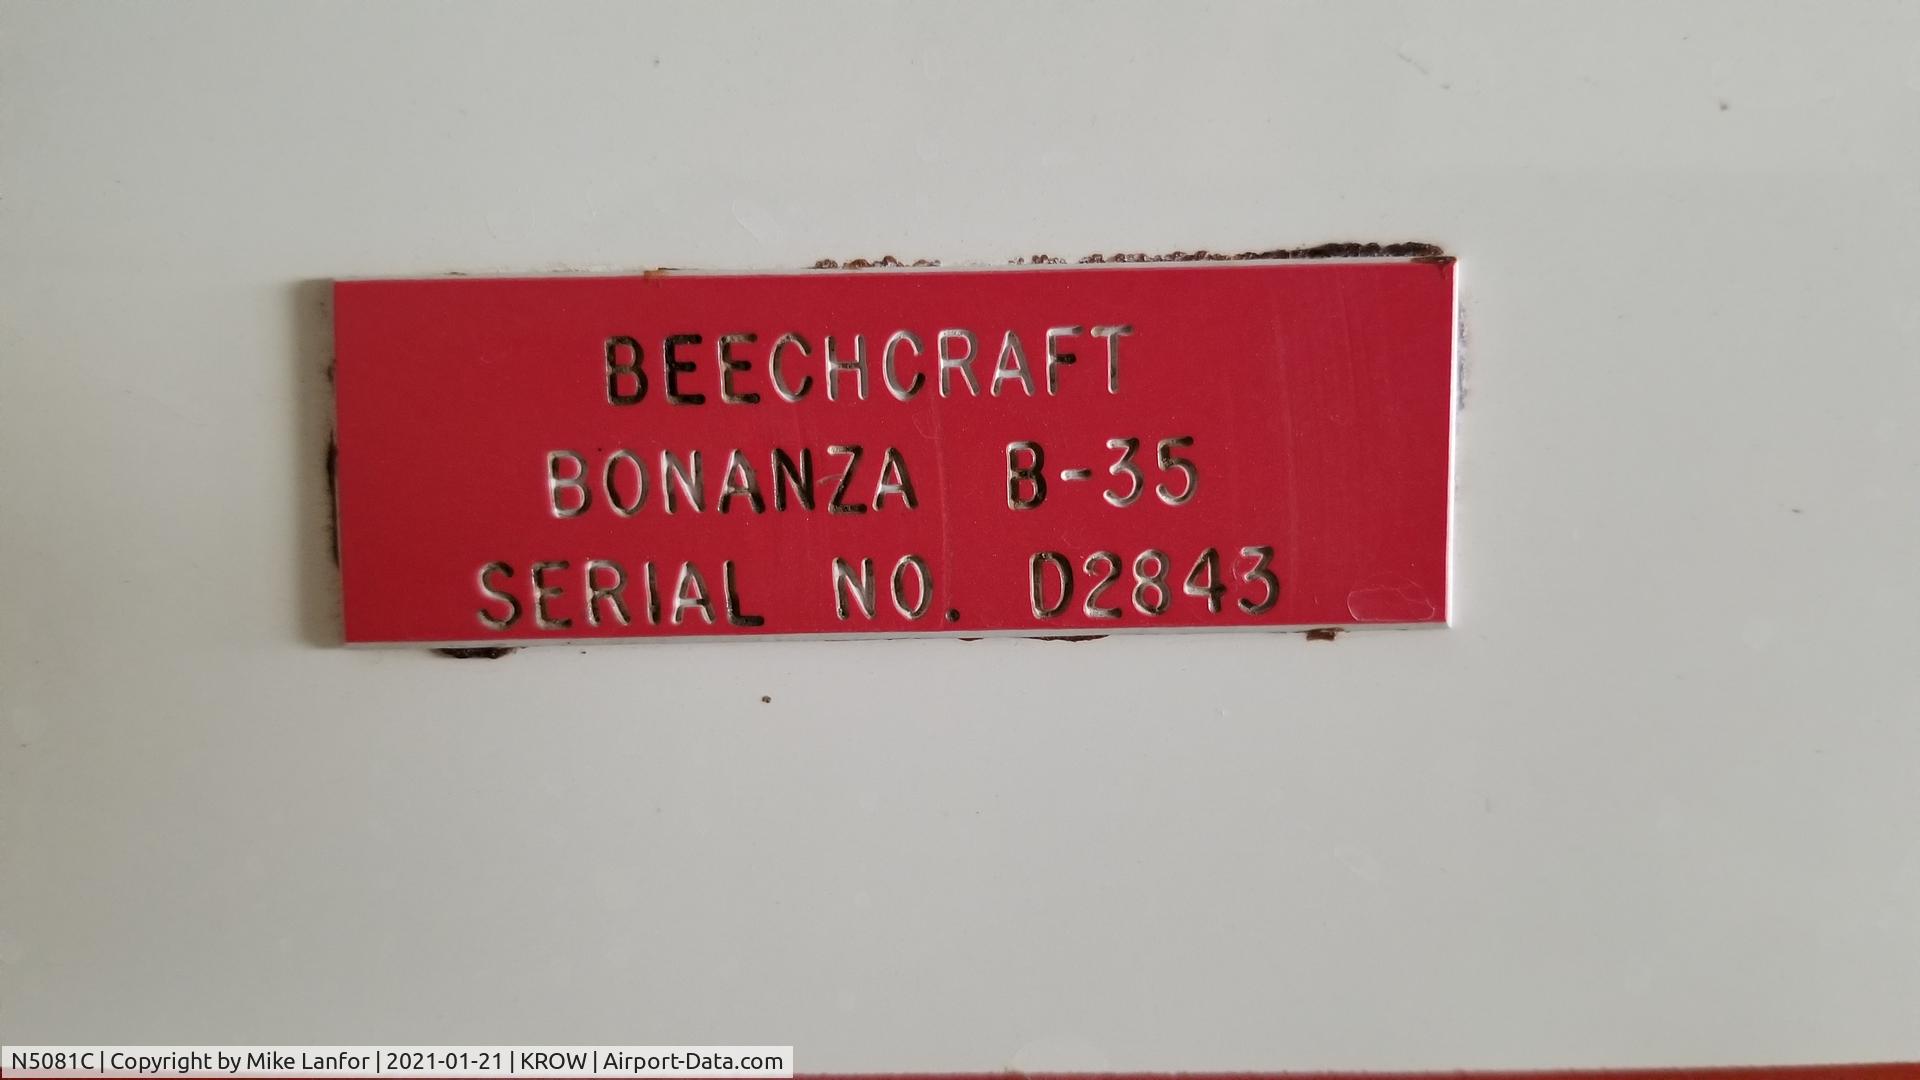 BEECHCRAFT
BONANZA B-35
SERIAL NO. D2843
N5081C | Copyright by Mike Lanfor | 2021-01-21 | KROW | Airport-Data.com